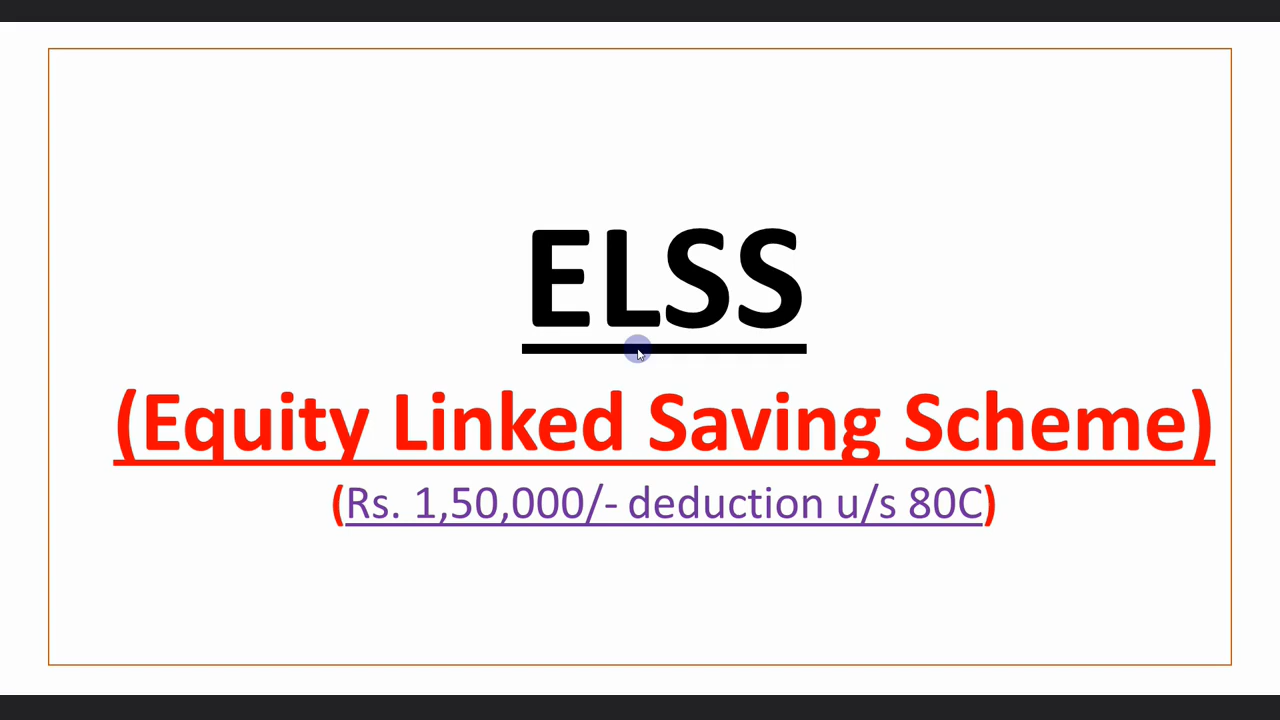 ELSS
(Equity Linked Saving Scheme)
(Rs. 1,50,000/- deduction u/s 80C)